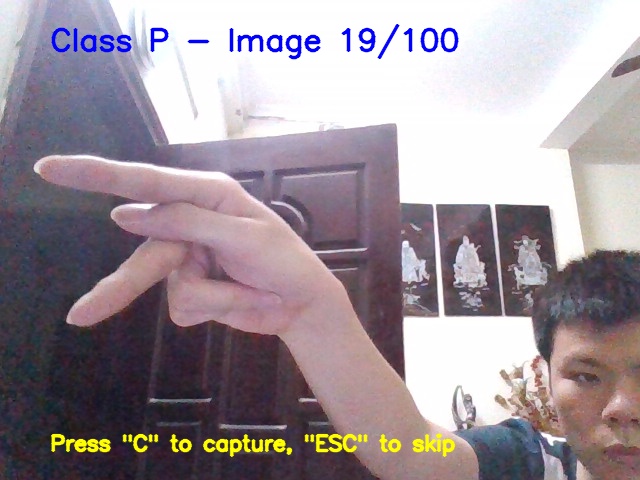 Class P - Image 19/100
Press "C" to capture, "ESC" to skip